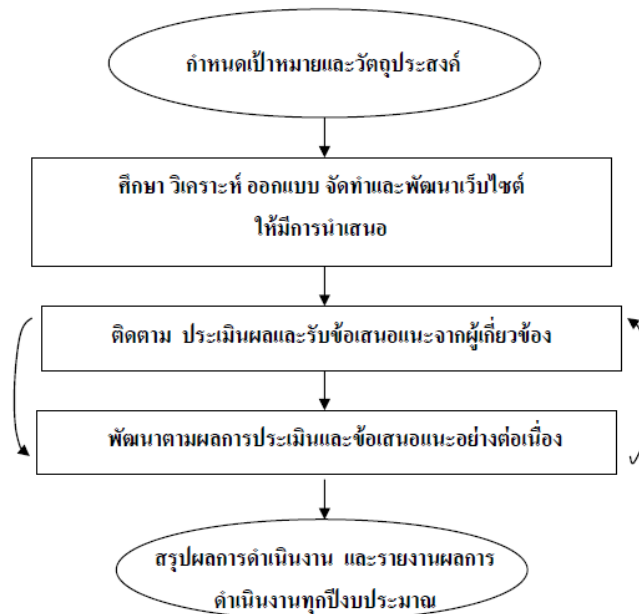 กำหนดเป้าหมายและวัตถุประสงค์
ศึกษา วิเคราะห์ ออกแบบ จัดทำและพัฒนาเว็บไซต์
ให้มีการนำเสนอ
ติดตาม ประเมินผลและรับข้อเสนอแนะจากผู้เกี่ยวข้อง
พัฒนาตามผลการประเมินและข้อเสนอแนะอย่างต่อเนื่อง
สรุปผลการดำเนินงาน และรายงานผลการ
ดำเนินงานทุกปีงบประมาณ